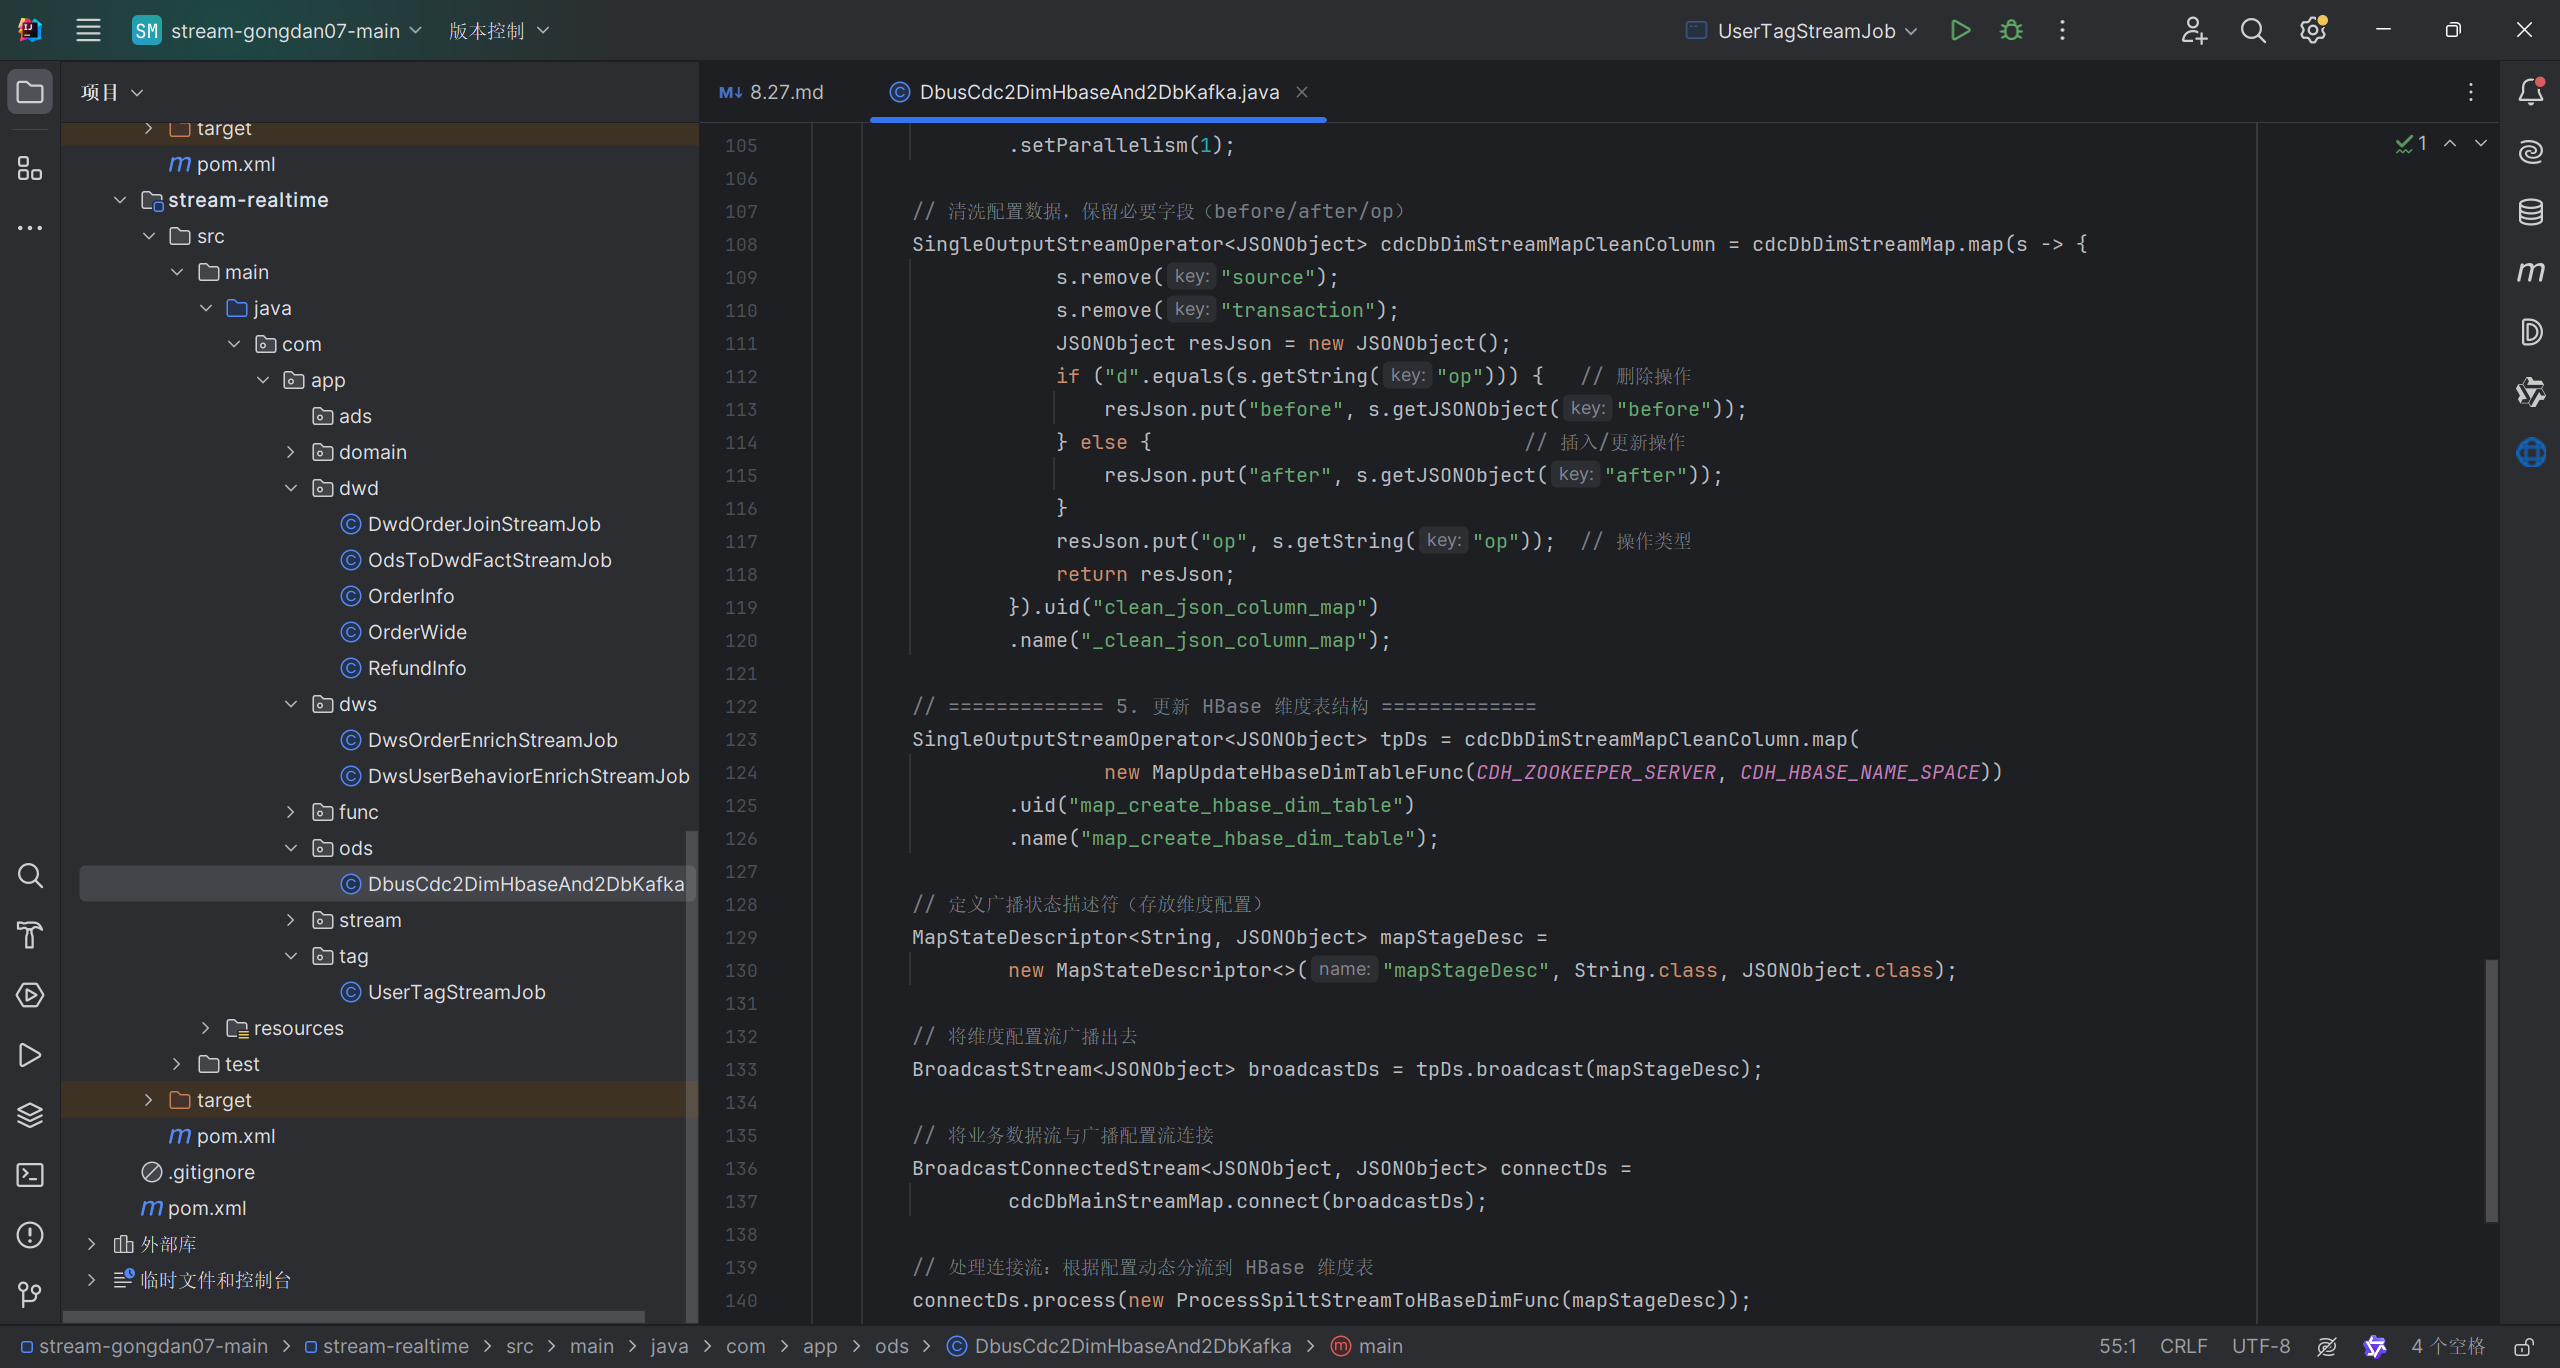 SM stream-gongdan07-main 版本控制 UserTagStreamJob
项目
target
pom.xml
stream-realtime
src
main
java
com
app
ads
domain
dwd
DwdOrderJoinStreamJob
OdsToDwdFactStreamJob
OrderInfo
OrderWide
RefundInfo
dws
DwsOrderEnrichStreamJob
DwsUserBehaviorEnrichStreamJob
func
ods
DbusCdc2DimHbaseAnd2DbKafka
stream
tag
UserTagStreamJob
resources
test
target
pom.xml
.gitignore
pom.xml
外部库
临时文件和控制台
8.27.md DbusCdc2DimHbaseAnd2DbKafka.java
1
105 .setParallelism(1);
106
107 // 清洗配置数据，保留必要字段（before/after/op）
108 SingleOutputStreamOperator<JSONObject> cdcDbDimStreamMapCleanColumn = cdcDbDimStreamMap.map(s -> {
109 s.remove( key: "source");
110 s.remove( key: "transaction");
111 JSONObject resJson = new JSONObject();
112 if ("d".equals(s.getString( key: "op"))) { // 删除操作
113 resJson.put("before", s.getJSONObject( key: "before"));
114 } else { // 插入/更新操作
115 resJson.put("after", s.getJSONObject( key: "after"));
116 }
117 resJson.put("op", s.getString( key: "op")); // 操作类型
118 return resJson;
119 }).uid("clean_json_column_map")
120 .name("_clean_json_column_map");
121
122 // ============= 5. 更新 HBase 维度表结构 =============
123 SingleOutputStreamOperator<JSONObject> tpDs = cdcDbDimStreamMapCleanColumn.map(
124 new MapUpdateHbaseDimTableFunc(CDH_ZOOKEEPER_SERVER, CDH_HBASE_NAME_SPACE))
125 .uid("map_create_hbase_dim_table")
126 .name("map_create_hbase_dim_table");
127
128 // 定义广播状态描述符（存放维度配置）
129 MapStateDescriptor<String, JSONObject> mapStageDesc =
130 new MapStateDescriptor<>( name: "mapStageDesc", String.class, JSONObject.class);
131
132 // 将维度配置流广播出去
133 BroadcastStream<JSONObject> broadcastDs = tpDs.broadcast(mapStageDesc);
134
135 // 将业务数据流与广播配置流连接
136 BroadcastConnectedStream<JSONObject, JSONObject> connectDs =
137 cdcDbMainStreamMap.connect(broadcastDs);
138
139 // 处理连接流：根据配置动态分流到 HBase 维度表
140 connectDs.process(new ProcessSpiltStreamToHBaseDimFunc(mapStageDesc));
stream-gongdan07-main > stream-realtime > src > main > java > com > app > ods > DbusCdc2DimHbaseAnd2DbKafka > main 55:1 CRLF UTF-8 4 个空格